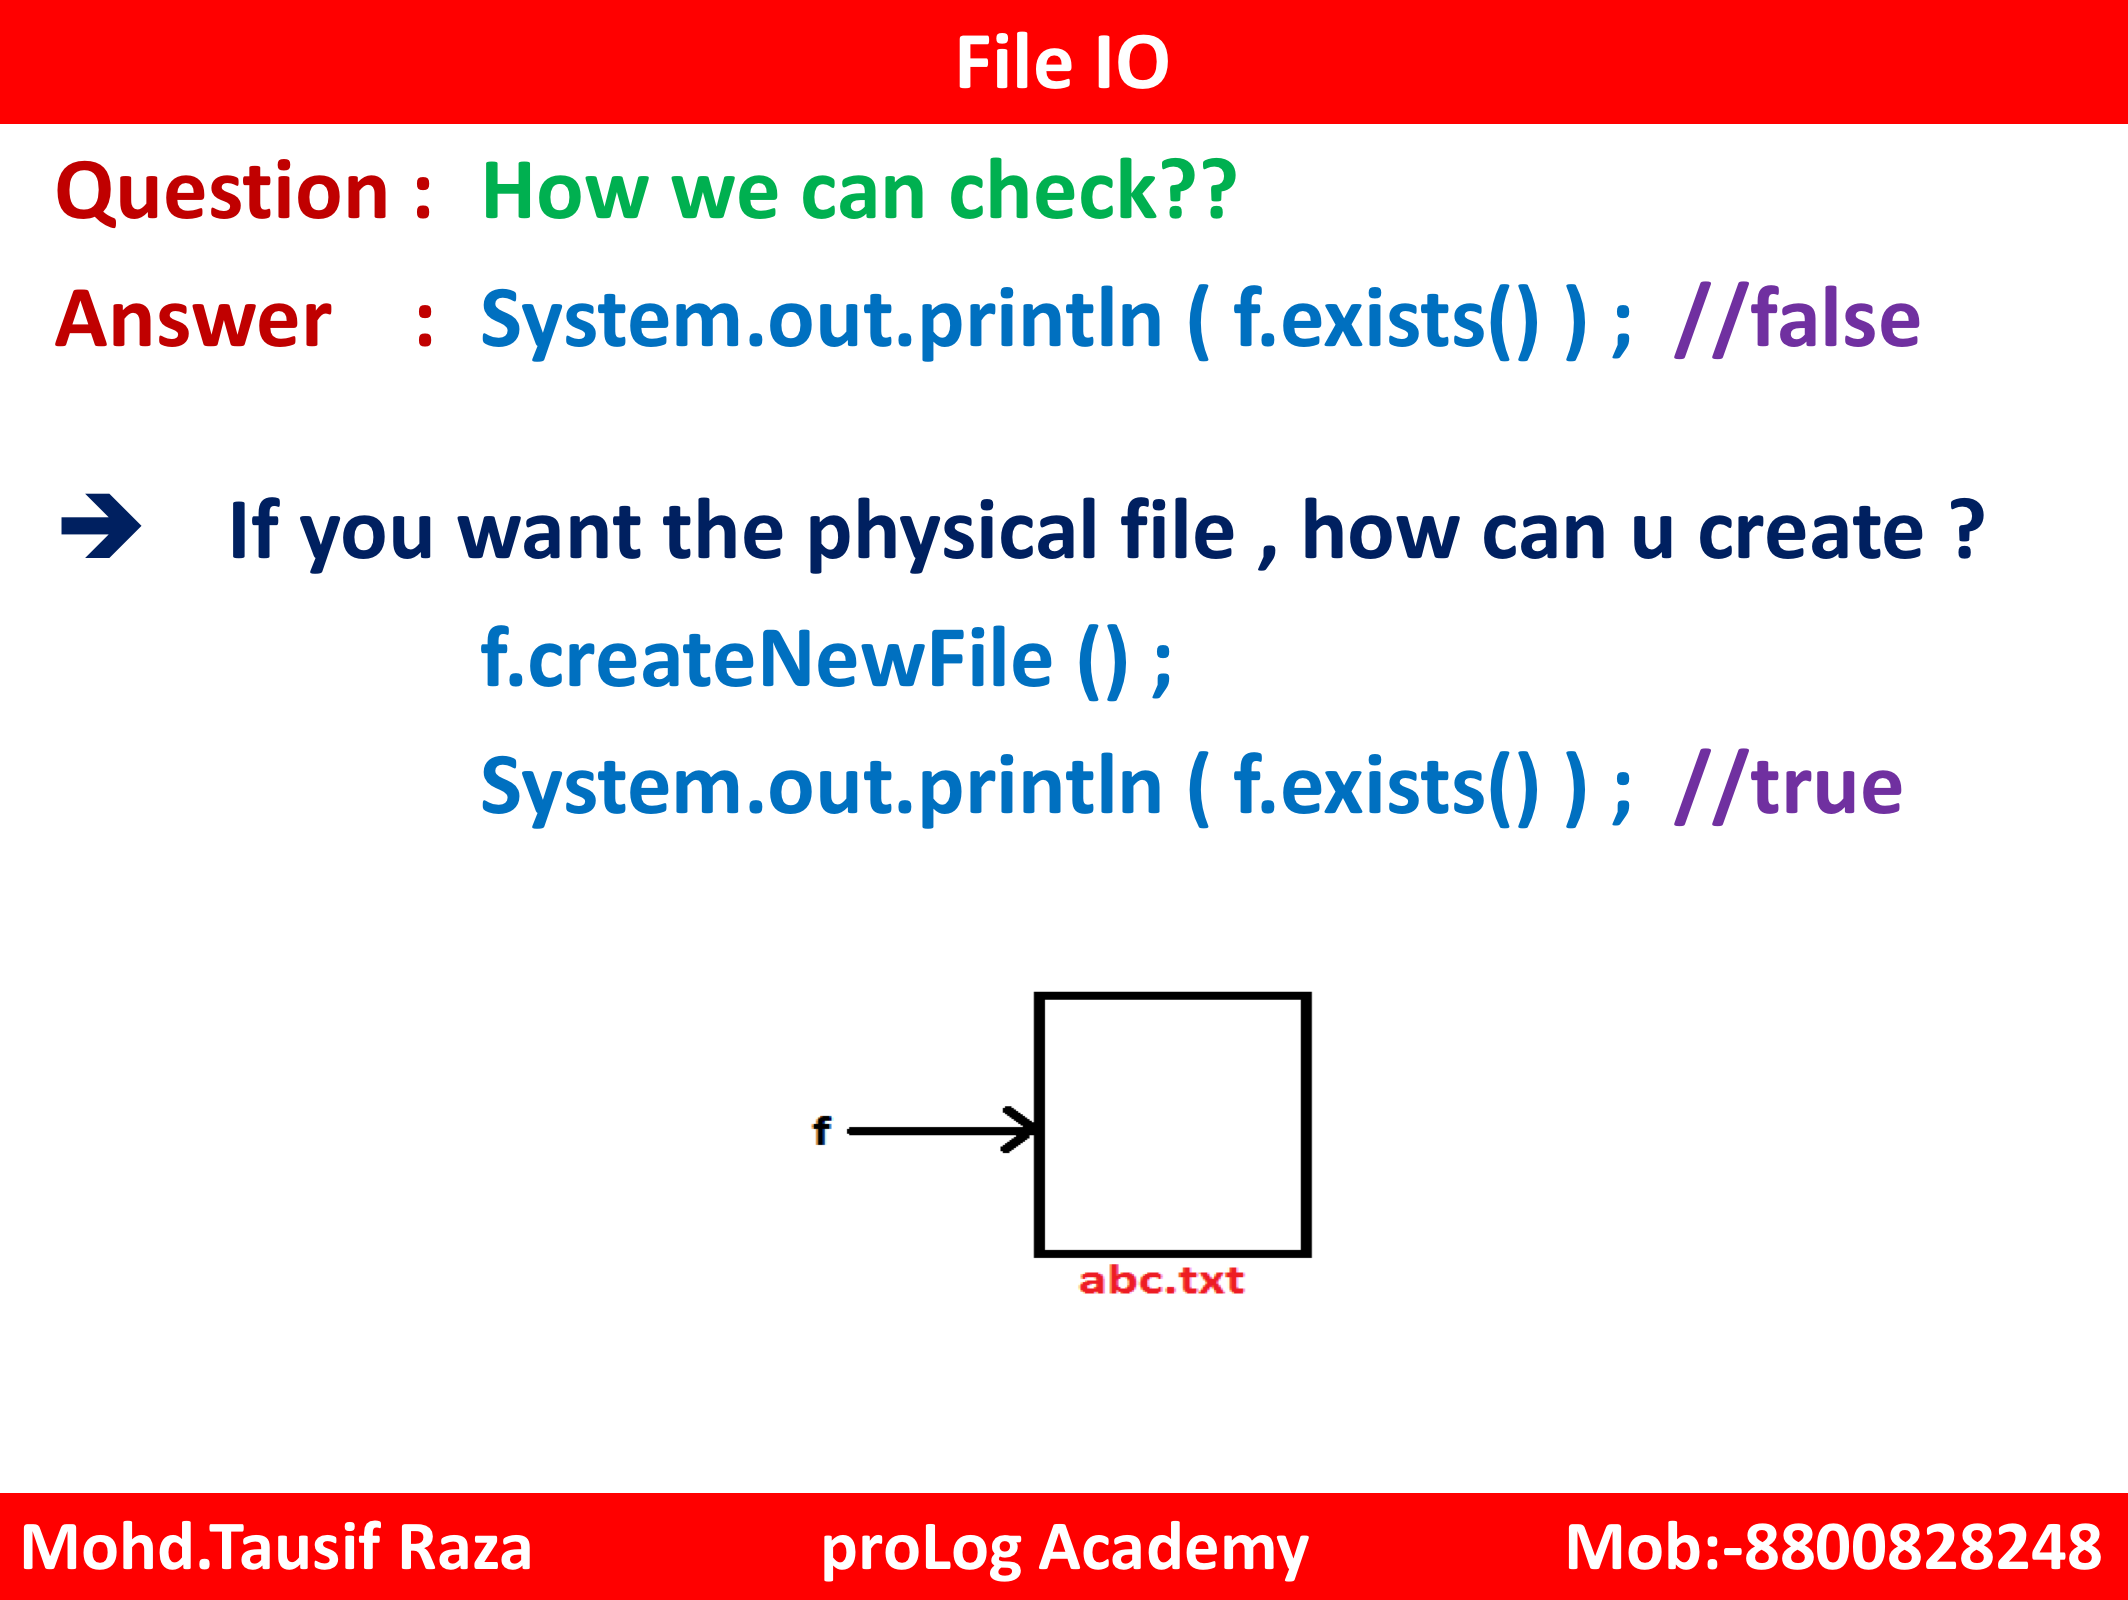 File IO
Question : How we can check??
Answer : System.out.println ( f.exists() ) ; //false
If you want the physical file , how can u create ?
f.createNewFile () ;
System.out.println ( f.exists() ) ; //true
f
abc.txt
Mohd.Tausif Raza proLog Academy Mob:-8800828248